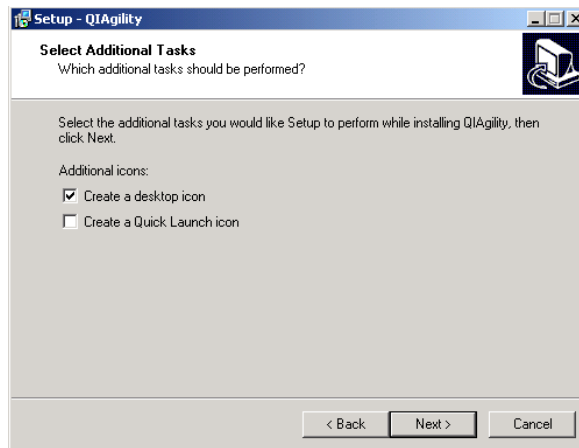 Setup - QIAgility
Select Additional Tasks
Which additional tasks should be performed?
Select the additional tasks you would like Setup to perform while installing QIAgility, then
click Next.
Additional icons:
Create a desktop icon
Create a Quick Launch icon
< Back
Next >
Cancel